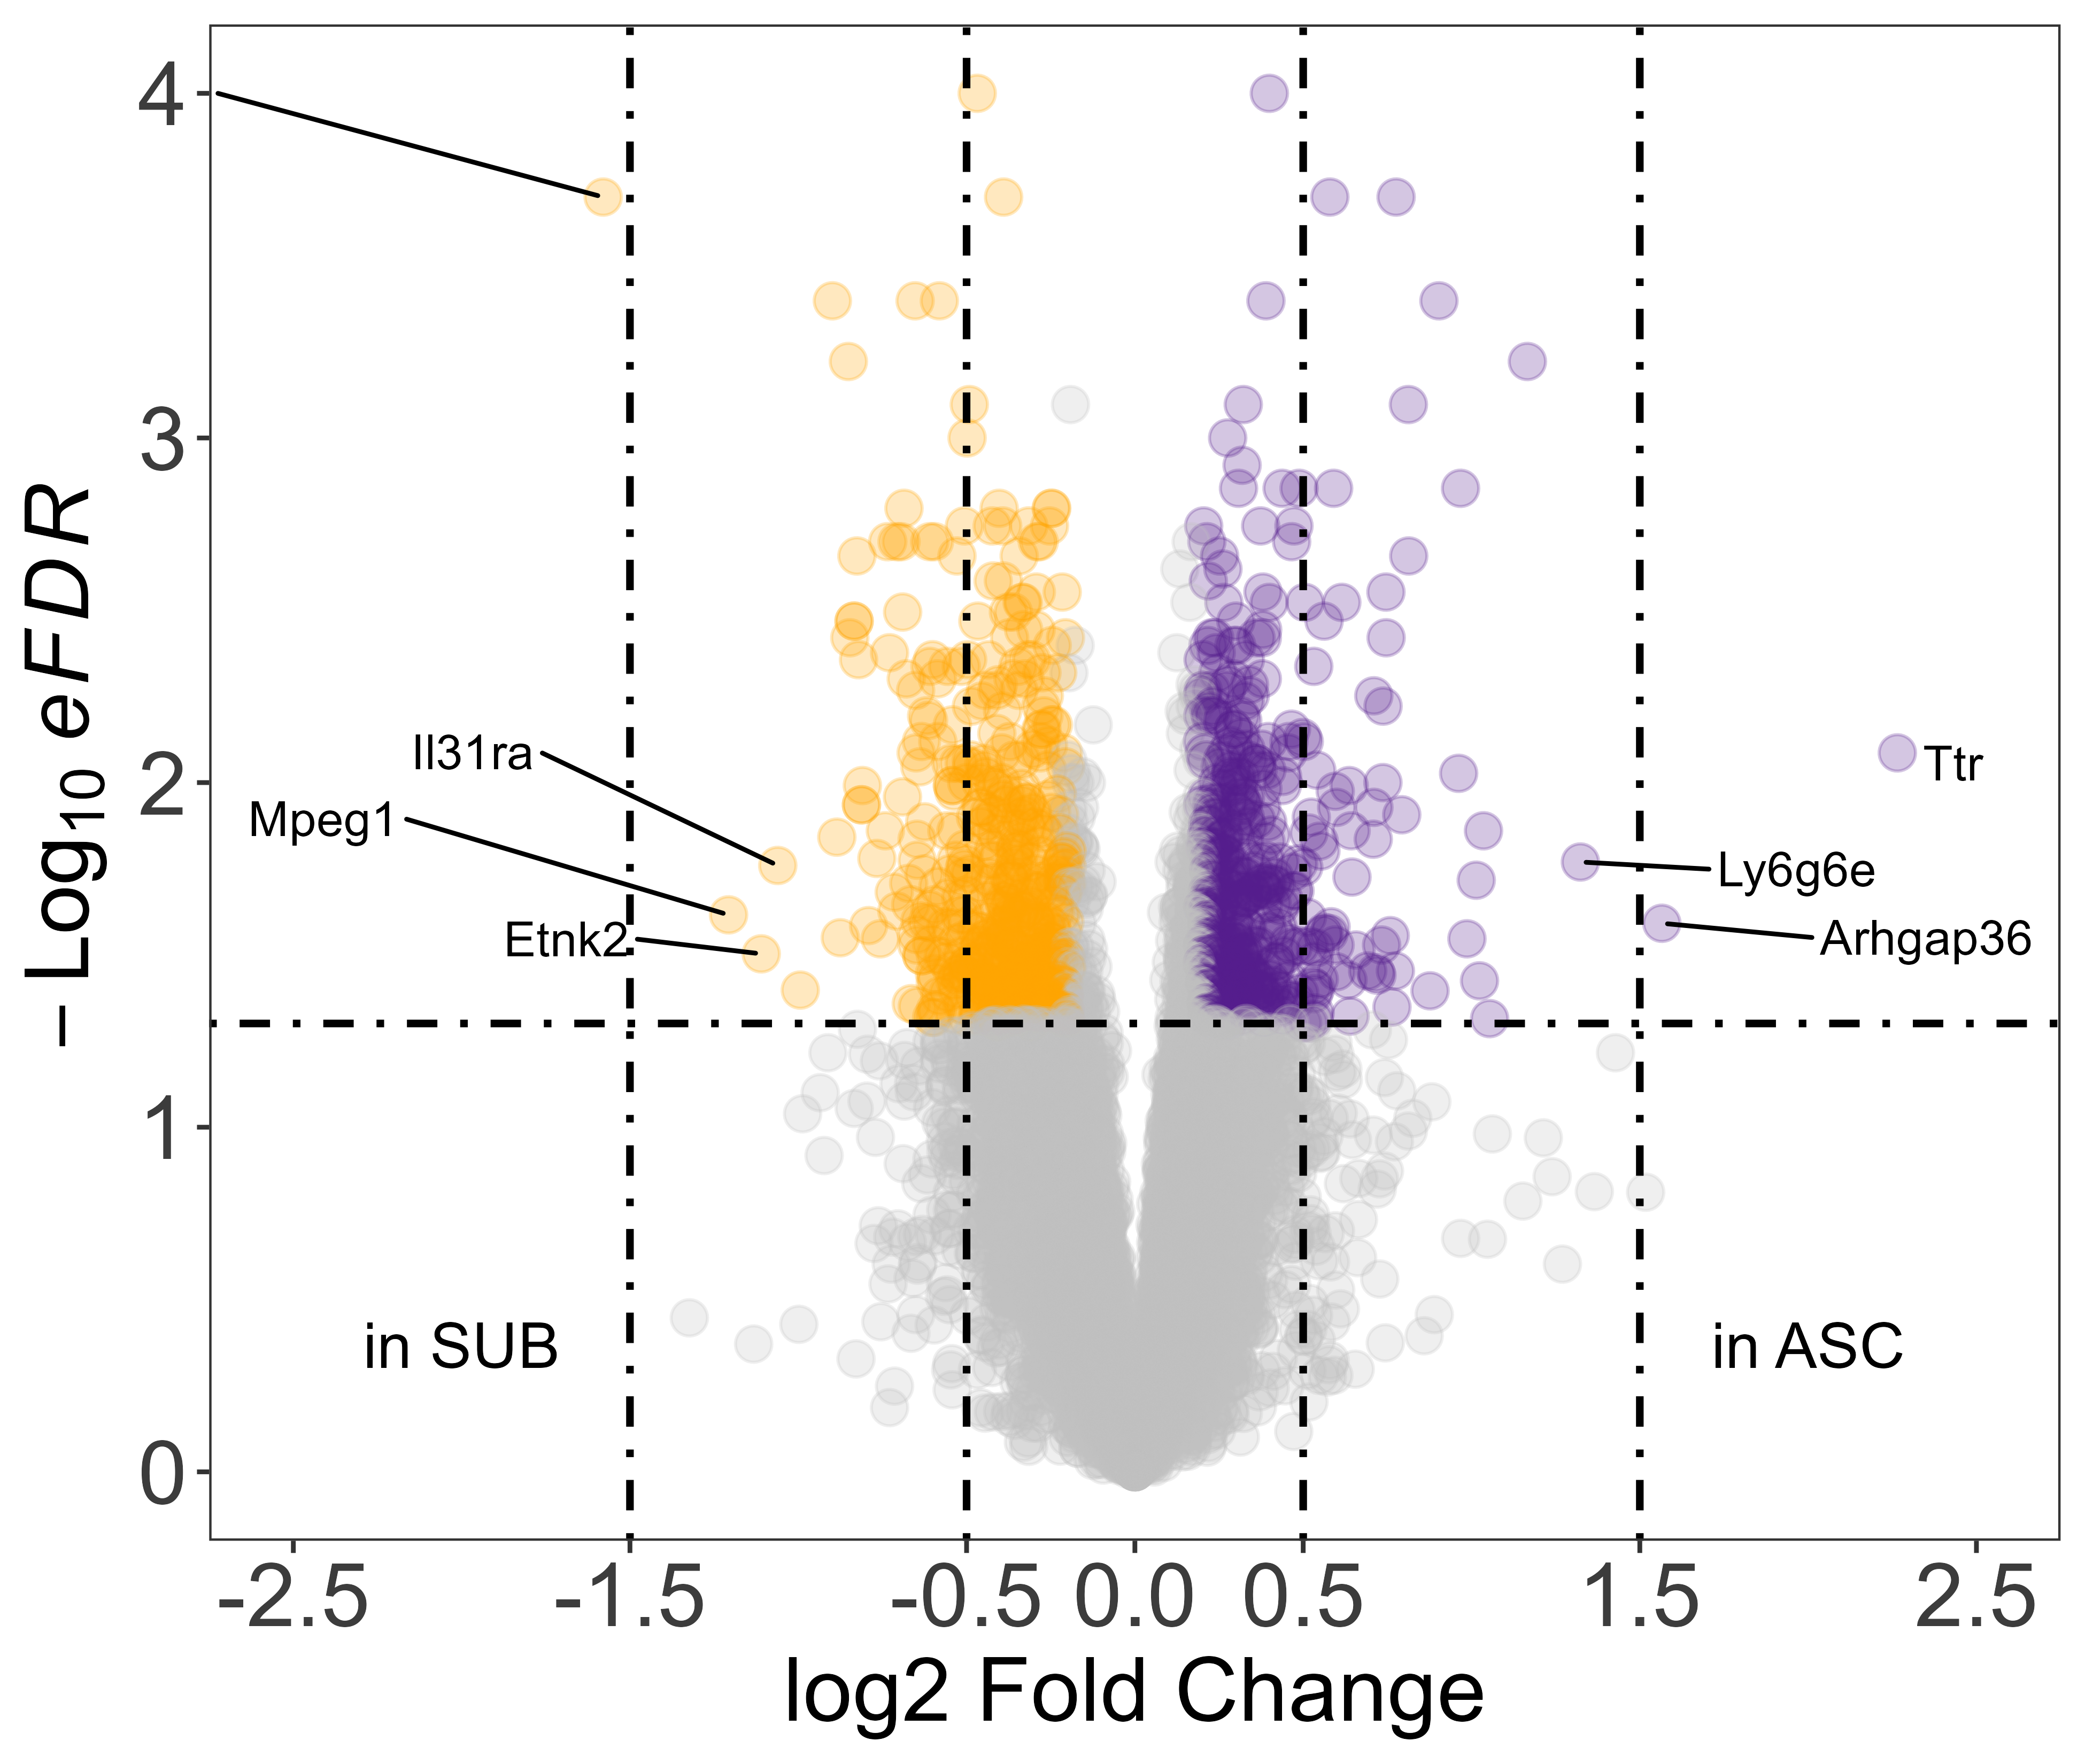 4
3
2
1
0
− Log10 eFDR
Il31ra
Mpeg1
Etnk2
Ttr
Ly6g6e
Arhgap36
in SUB
in ASC
-2.5 -1.5 -0.5 0.0 0.5 1.5 2.5
log2 Fold Change